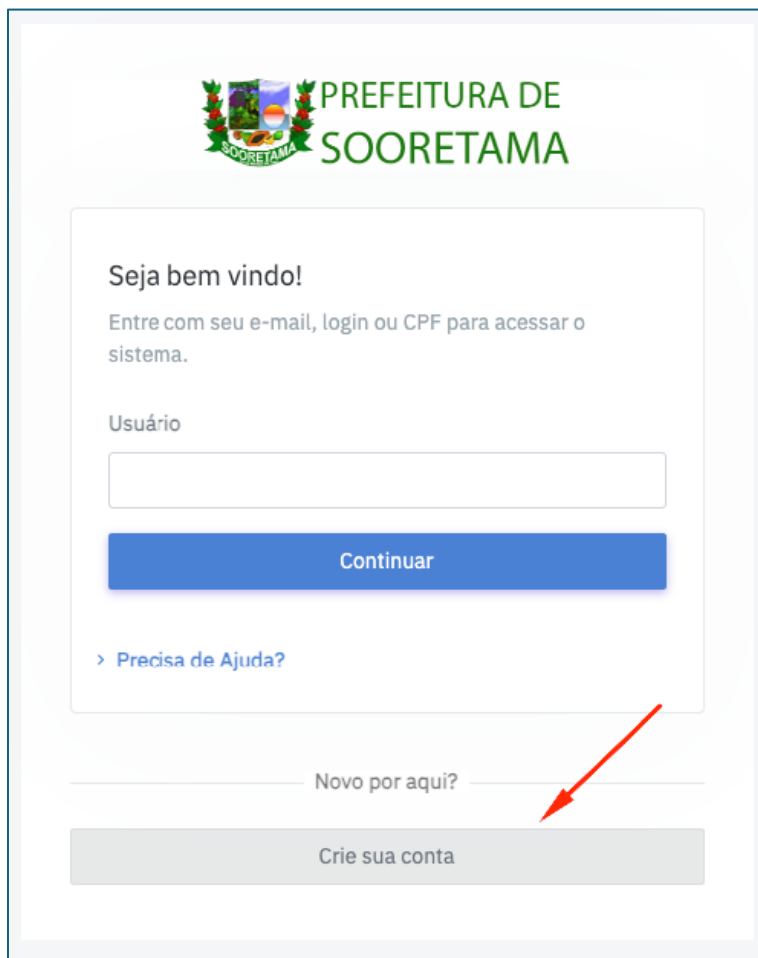 PREFEITURA DE
SOORETAMA
SOORETAMA
Seja bem vindo!
Entre com seu e-mail, login ou CPF para acessar o
sistema.
Usuário
Continuar
> Precisa de Ajuda?
Novo por aqui?
Crie sua conta